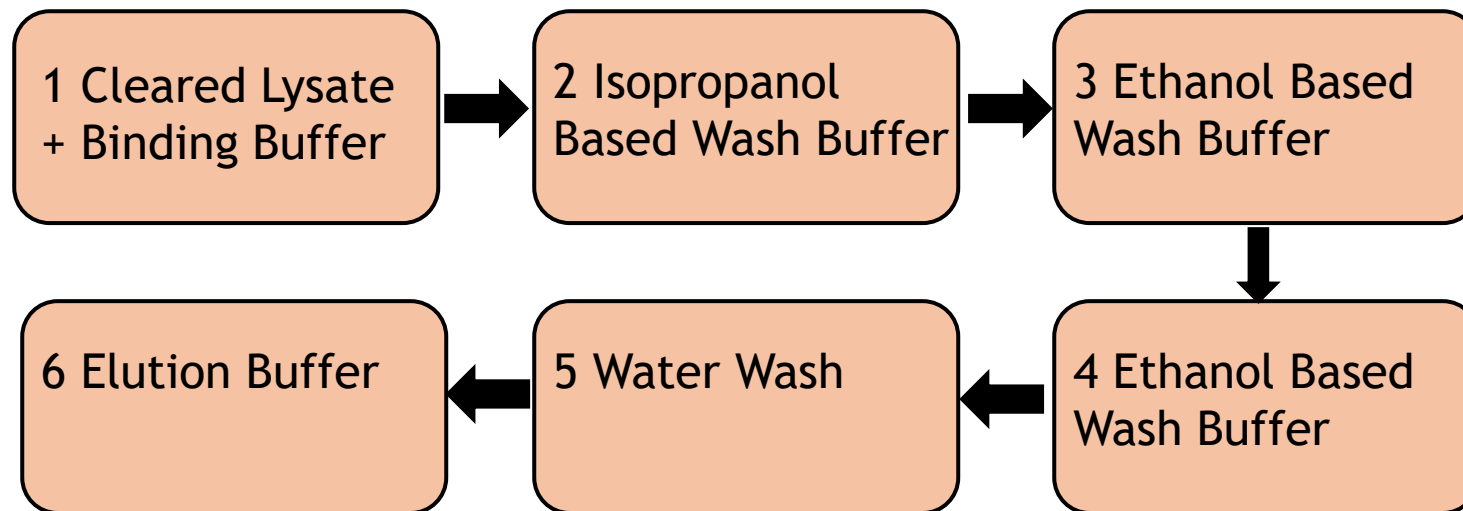 1 Cleared Lysate
+ Binding Buffer
2 Isopropanol
Based Wash Buffer
3 Ethanol Based
Wash Buffer
4 Ethanol Based
Wash Buffer
5 Water Wash
6 Elution Buffer